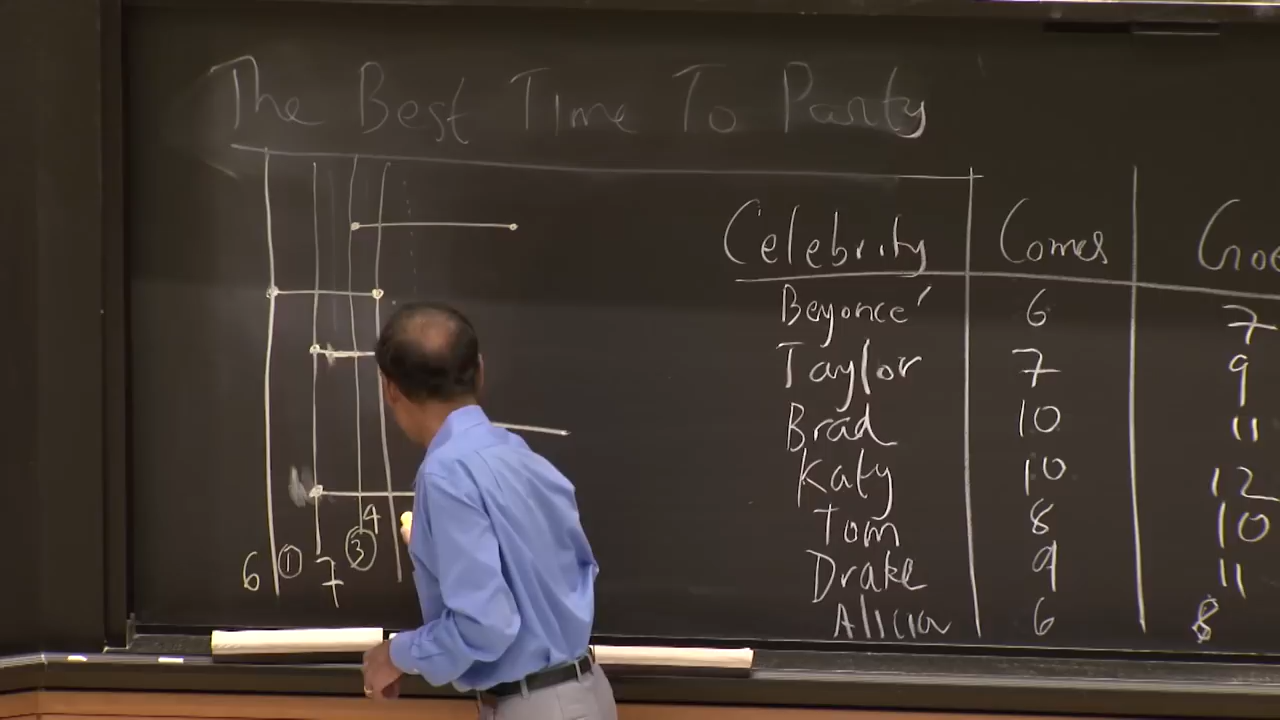 The Best Time To Party
Celebrity Comes Goe
Beyoncé 6 7
Taylor 7 9
Brad 10 11
Katy 10 12
Tom 8 10
Drake 9 11
Alicia 6 8
4
6 1 7 3